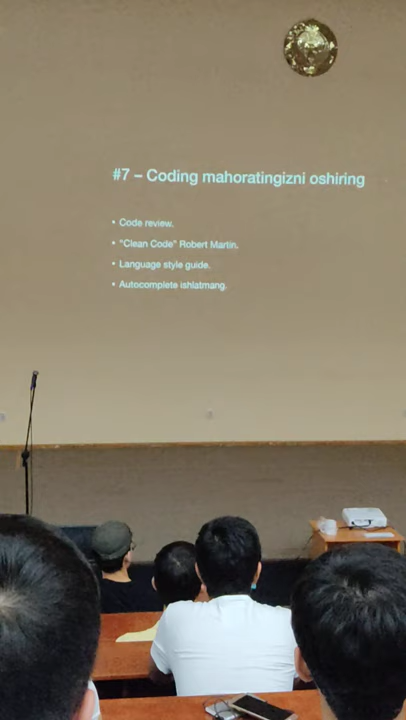 #7 – Coding mahoratingizni oshiring
• Code review.
• "Clean Code" Robert Martin.
• Language style guide.
• Autocomplete ishlatmang.